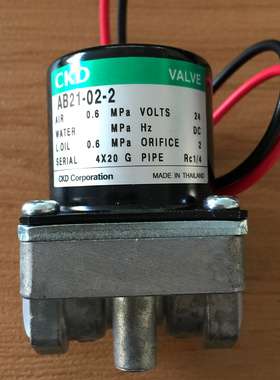 CKD VALVE
AB21-02-2
AIR 0.6 MPa VOLTS 24
WATER MPa Hz DC
L.OIL 0.6 MPa ORIFICE 2
SERIAL 4X20 G PIPE Rc1/4
CKD Corporation MADE IN THAILAND